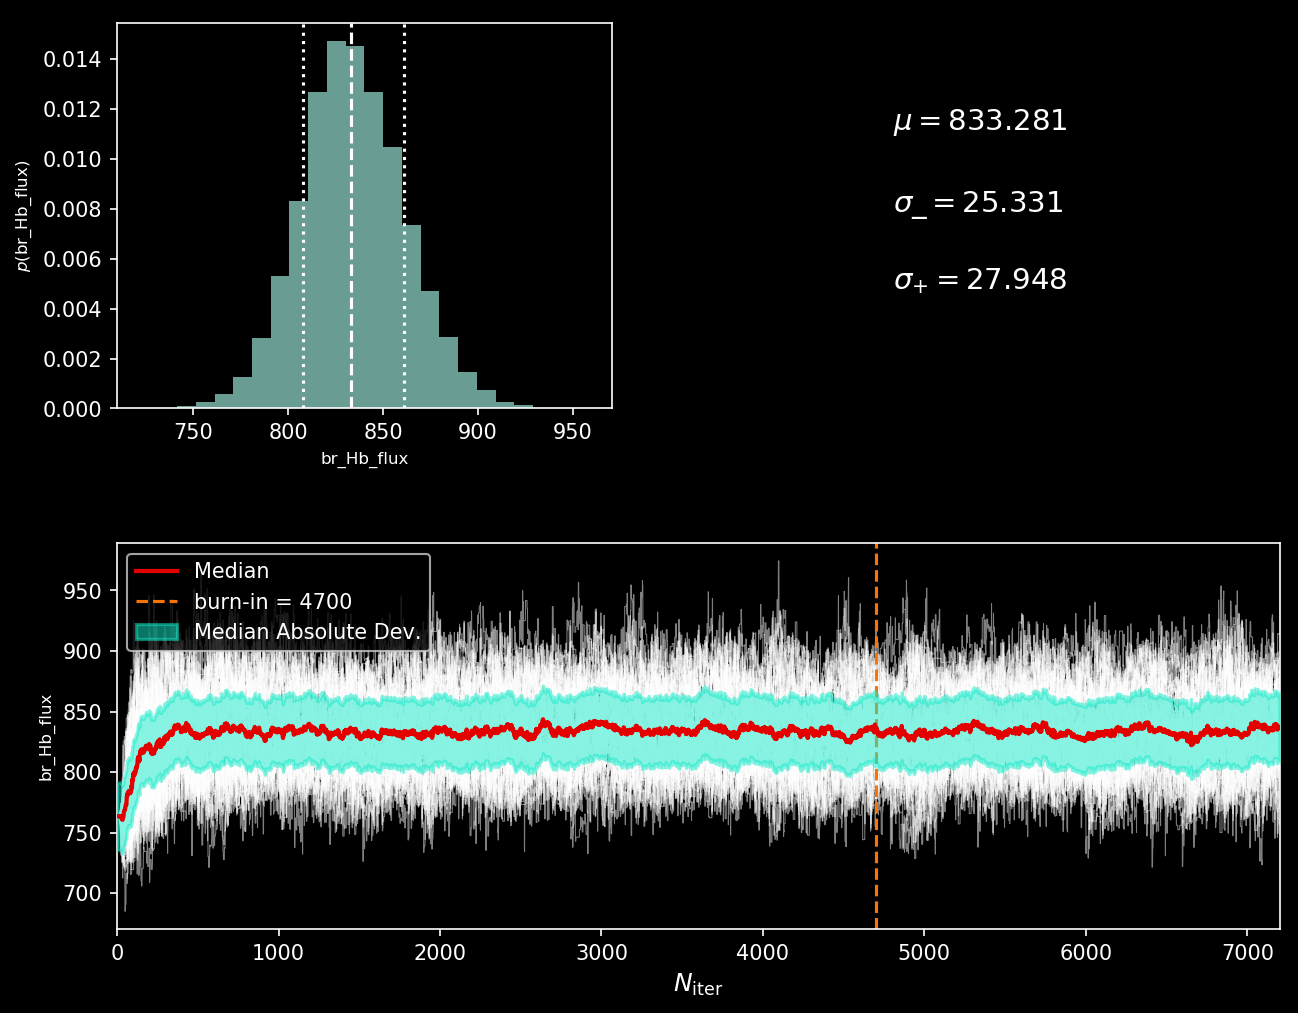 0.014
0.012
0.010
0.008
0.006
0.004
0.002
0.000
p(br_Hb_flux)
750 800 850 900 950
br_Hb_flux
μ = 833.281
σ_ = 25.331
σ+ = 27.948
Median
burn-in = 4700
Median Absolute Dev.
950
900
850
800
750
700
br_Hb_flux
0 1000 2000 3000 4000 5000 6000 7000
Niter